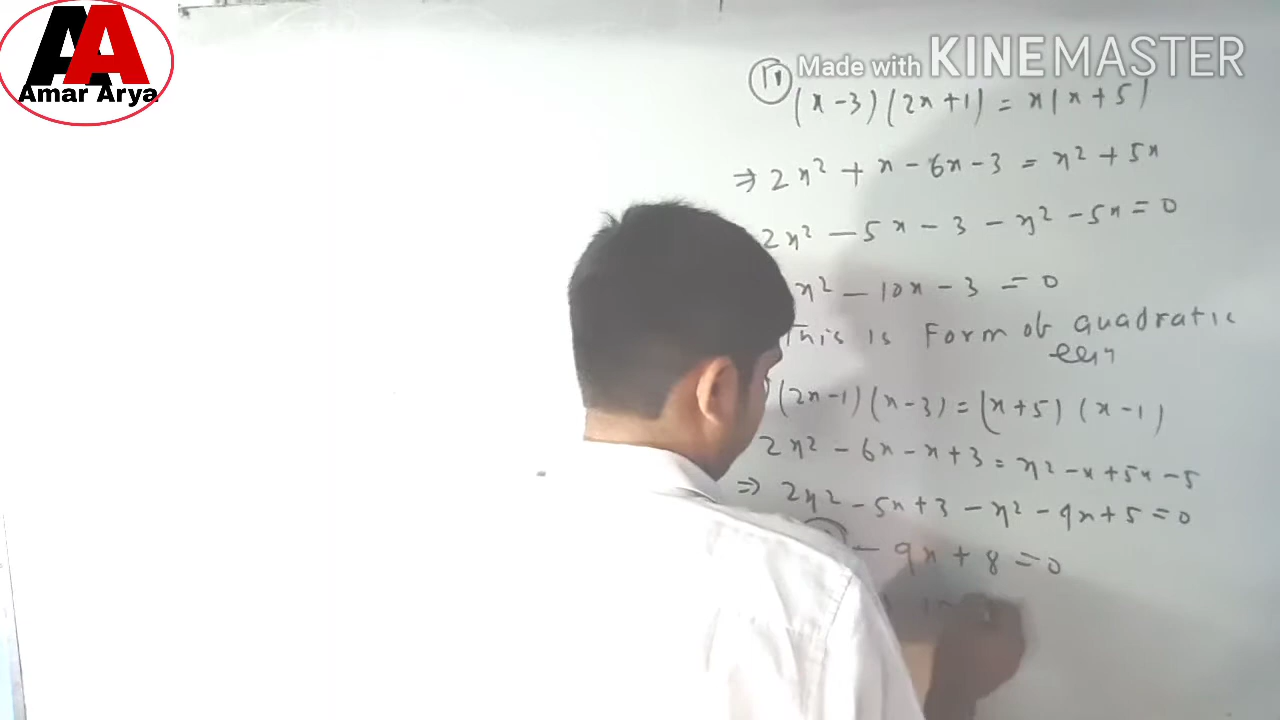 AA
Amar Arya
Made with KINEMASTER
(x-3)(2x+1) = x(x+5)
⇒ 2x² + x - 6x - 3 = x² + 5x
2x² - 5x - 3 - x² - 5x = 0
x² - 10x - 3 = 0
This is Form of quadratic
(2x-1)(x-3) = (x+5)(x-1)
2x² - 6x - x + 3 = x² - x + 5x - 5
⇒ 2x² - 5x + 3 - x² - 9x + 5 = 0
- 9x + 8 = 0